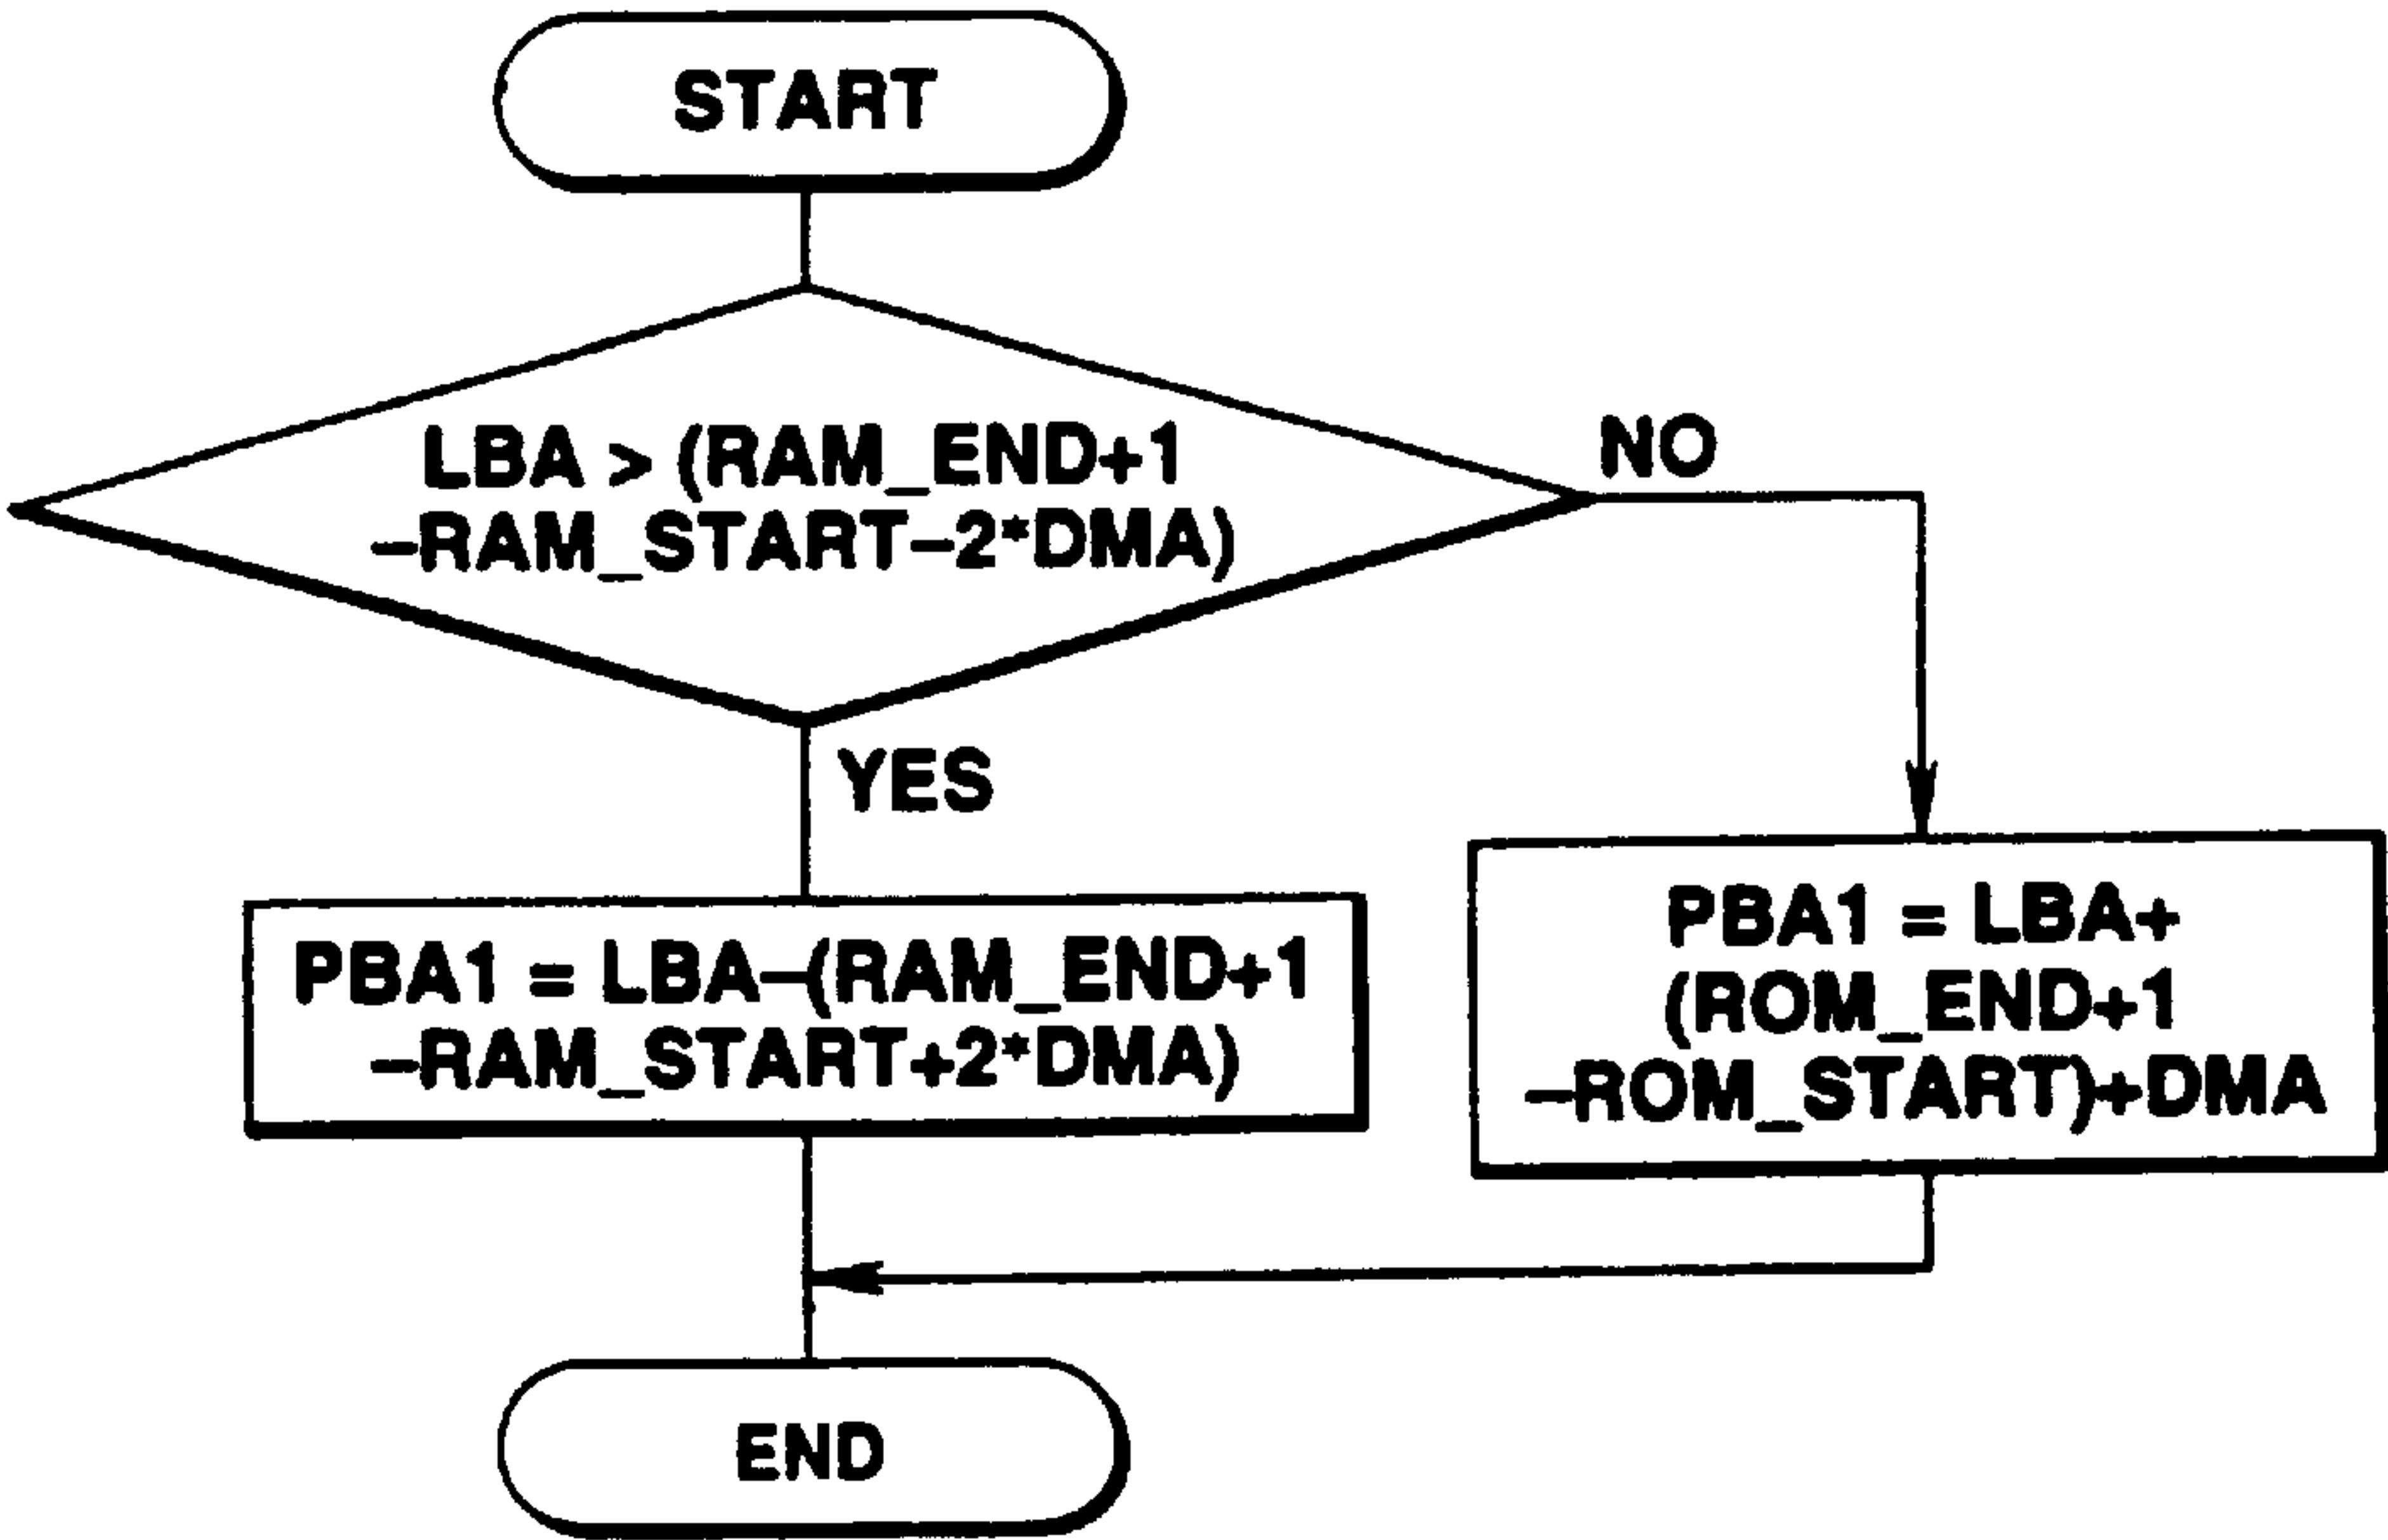 START
LBA > (RAM_END+1
-RAM_START-2*DMA)
NO
YES
PBA1 = LBA-(RAM_END+1
-RAM_START+2*DMA)
PBA1 = LBA+
(ROM_END+1
-ROM_START)+DMA
END